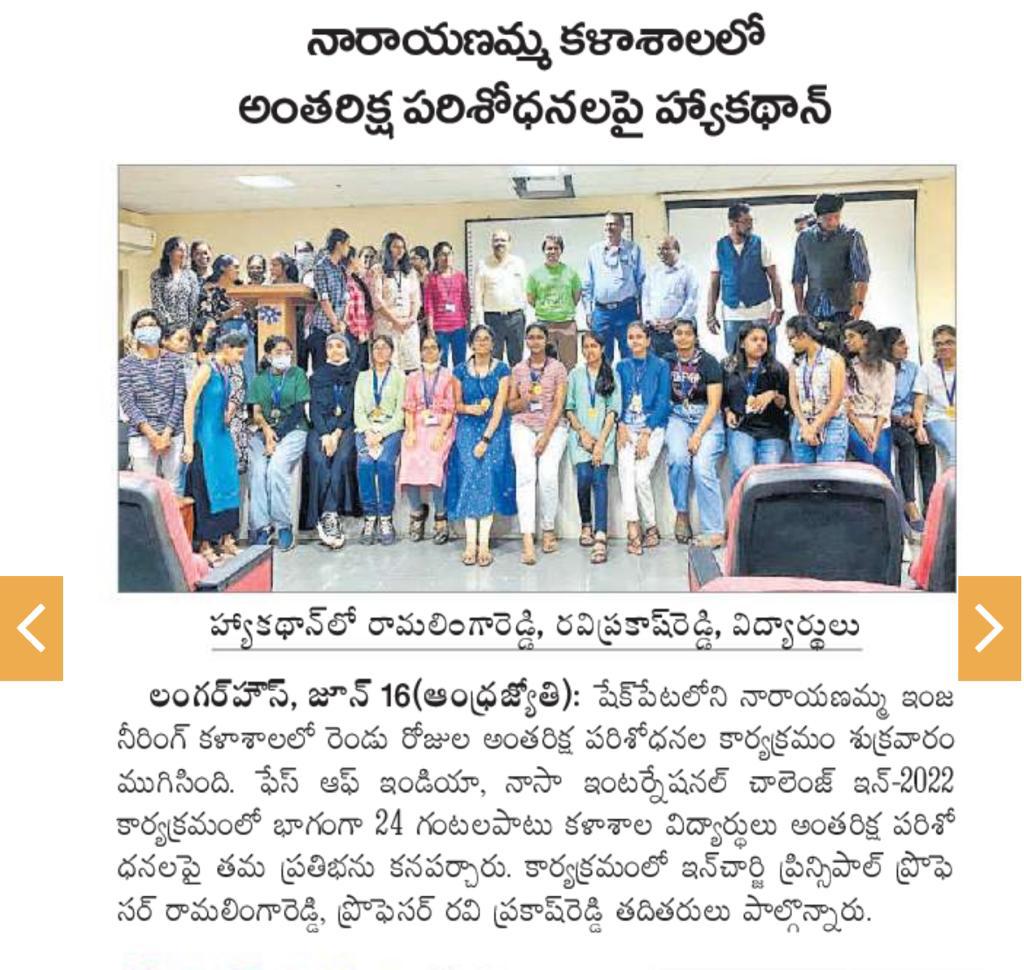 నారాయణమ్మ కళాశాలలో
అంతరిక్ష పరిశోధనలపై హ్యాకథాన్
హ్యాకథాన్‌లో రామలింగారెడ్డి, రవిప్రకాష్‌రెడ్డి, విద్యార్థులు
లంగర్‌హౌస్, జూన్ 16(ఆంధ్రజ్యోతి): షేక్‌పేటలోని నారాయణమ్మ ఇంజ
నీరింగ్ కళాశాలలో రెండు రోజుల అంతరిక్ష పరిశోధనల కార్యక్రమం శుక్రవారం
ముగిసింది. ఫేస్ ఆఫ్ ఇండియా, నాసా ఇంటర్నేషనల్ చాలెంజ్ ఇన్-2022
కార్యక్రమంలో భాగంగా 24 గంటలపాటు కళాశాల విద్యార్థులు అంతరిక్ష పరిశో
ధనలపై తమ ప్రతిభను కనపర్చారు. కార్యక్రమంలో ఇన్‌చార్జి ప్రిన్సిపాల్ ప్రొఫె
సర్ రామలింగారెడ్డి, ప్రొఫెసర్ రవి ప్రకాష్‌రెడ్డి తదితరులు పాల్గొన్నారు.